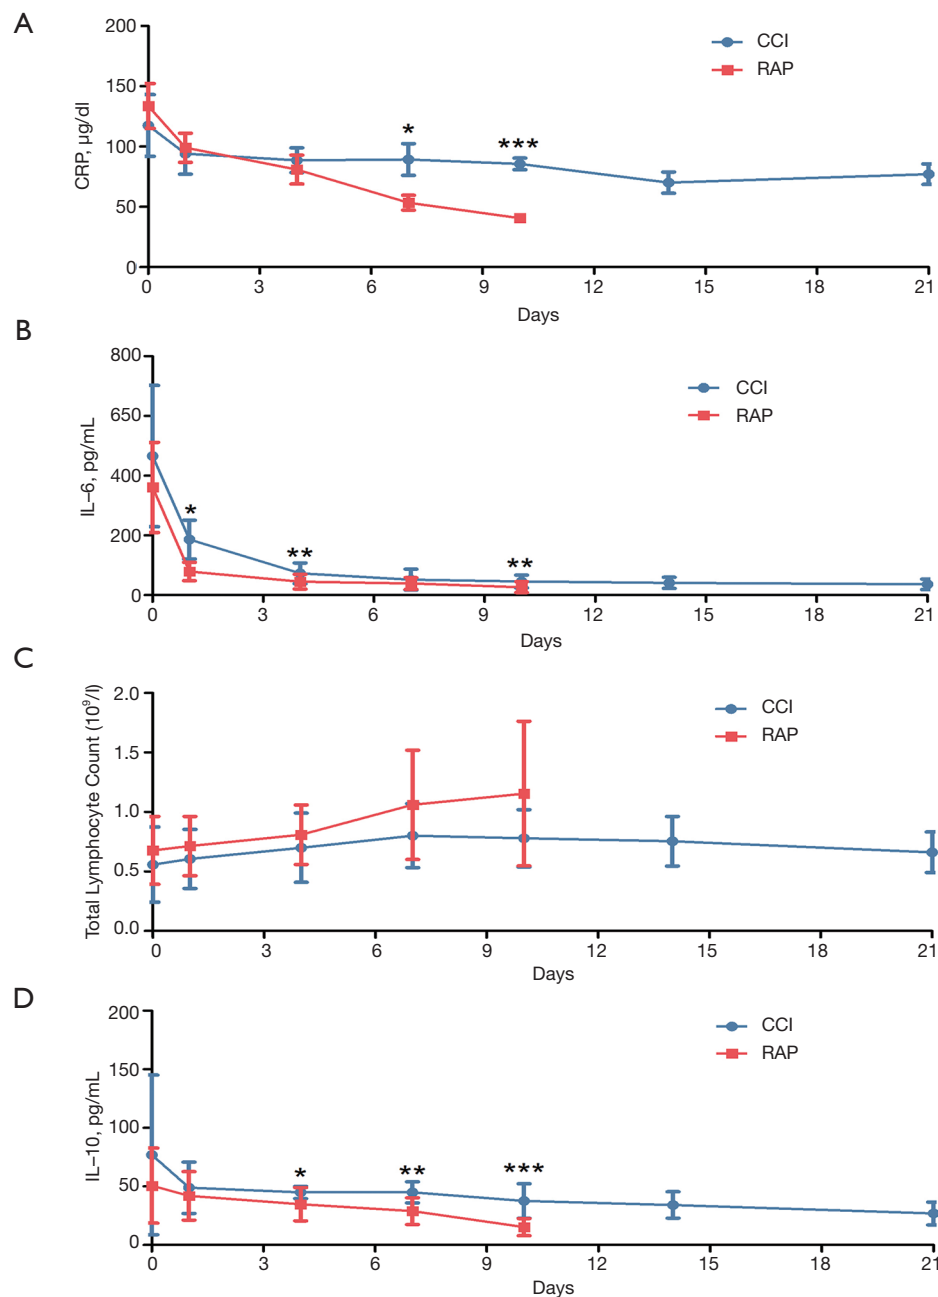 A
CRP, μg/dl
200
150
100
50
0
CCI
RAP
*
***
0 3 6 9 12 15 18 21
Days
B
IL–6, pg/mL
800
650
400
200
0
CCI
RAP
*
**
**
0 3 6 9 12 15 18 21
Days
C
Total Lymphocyte Count (10⁹/l)
2.0
1.5
1.0
0.5
0.0
CCI
RAP
0 3 6 9 12 15 18 21
Days
D
IL–10, pg/mL
200
150
100
50
0
CCI
RAP
*
**
***
0 3 6 9 12 15 18 21
Days